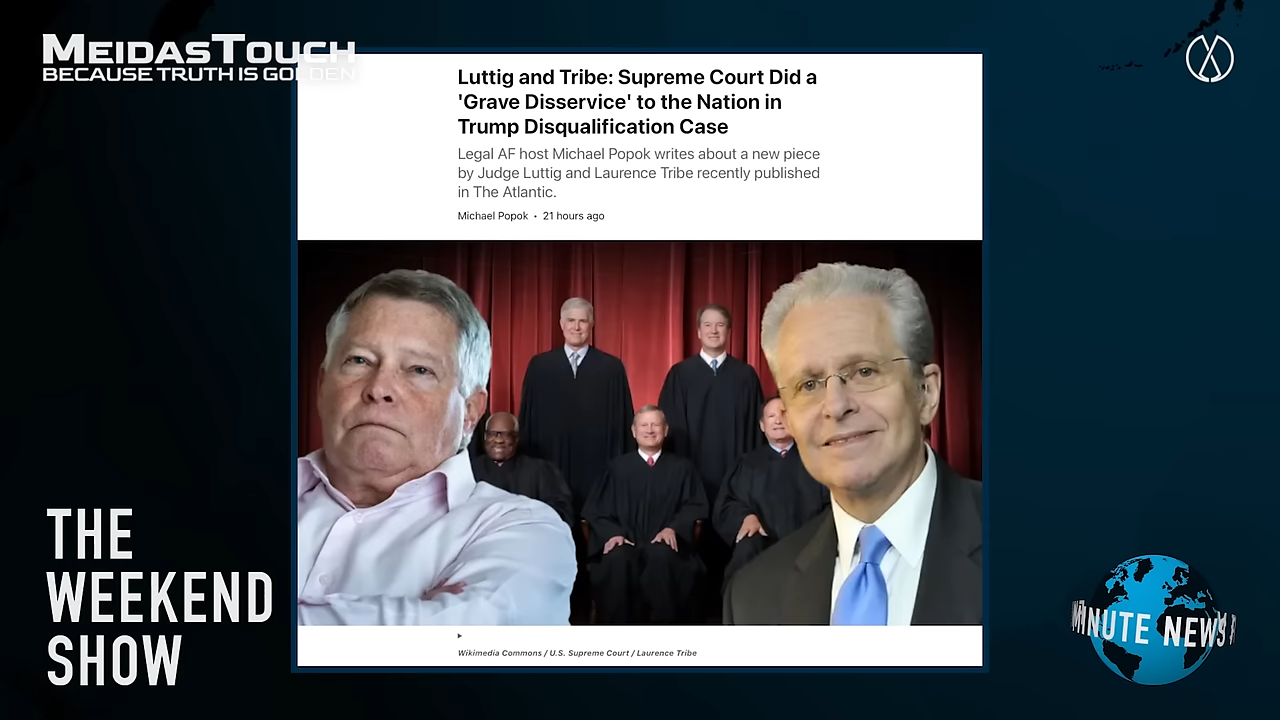 MEIDASTOUCH
BECAUSE TRUTH IS GOLDEN
Luttig and Tribe: Supreme Court Did a
'Grave Disservice' to the Nation in
Trump Disqualification Case
Legal AF host Michael Popok writes about a new piece
by Judge Luttig and Laurence Tribe recently published
in The Atlantic.
Michael Popok • 21 hours ago
Wikimedia Commons / U.S. Supreme Court / Laurence Tribe
THE
WEEKEND
SHOW
MINUTE NEWS